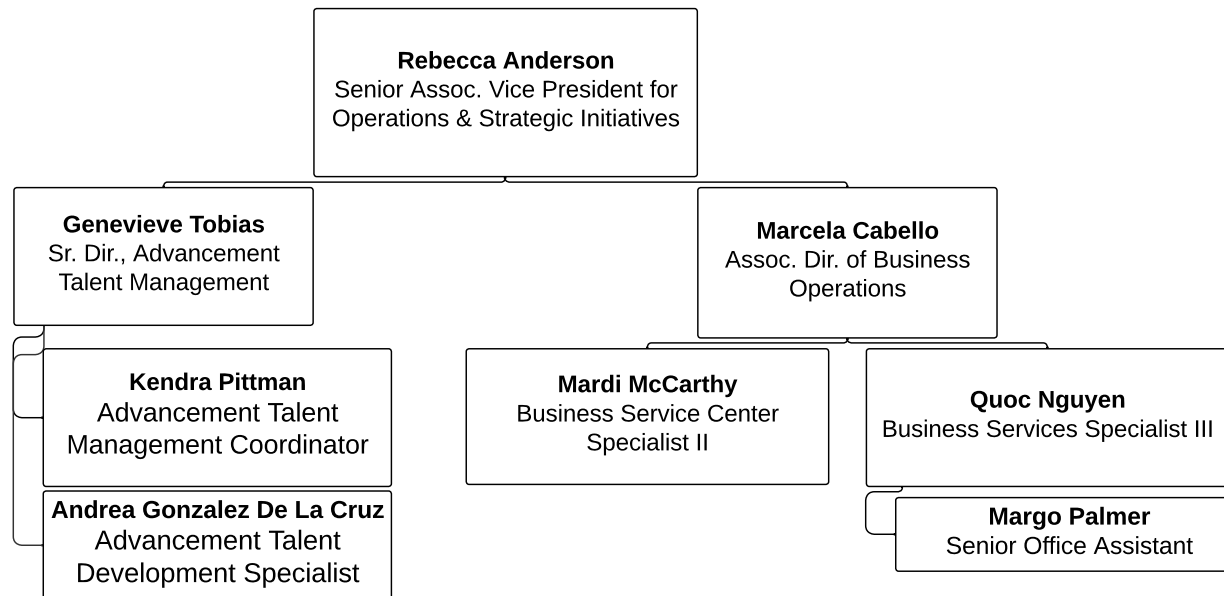 Rebecca Anderson
Senior Assoc. Vice President for
Operations & Strategic Initiatives
Genevieve Tobias
Sr. Dir., Advancement
Talent Management
Marcela Cabello
Assoc. Dir. of Business
Operations
Kendra Pittman
Advancement Talent
Management Coordinator
Mardi McCarthy
Business Service Center
Specialist II
Quoc Nguyen
Business Services Specialist III
Andrea Gonzalez De La Cruz
Advancement Talent
Development Specialist
Margo Palmer
Senior Office Assistant